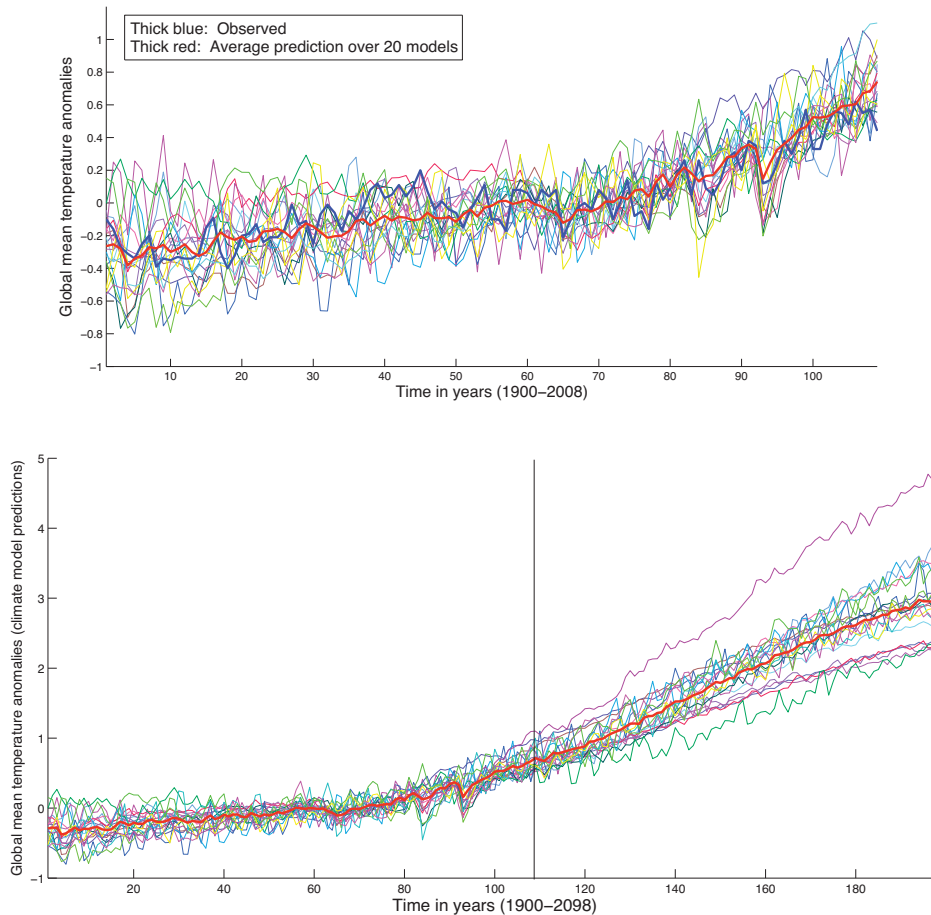 Thick blue: Observed
Thick red: Average prediction over 20 models
Global mean temperature anomalies
1
0.8
0.6
0.4
0.2
0
−0.2
−0.4
−0.6
−0.8
−1
10 20 30 40 50 60 70 80 90 100
Time in years (1900−2008)
Global mean temperature anomalies (climate model predictions)
5
4
3
2
1
0
−1
20 40 60 80 100 120 140 160 180
Time in years (1900−2098)